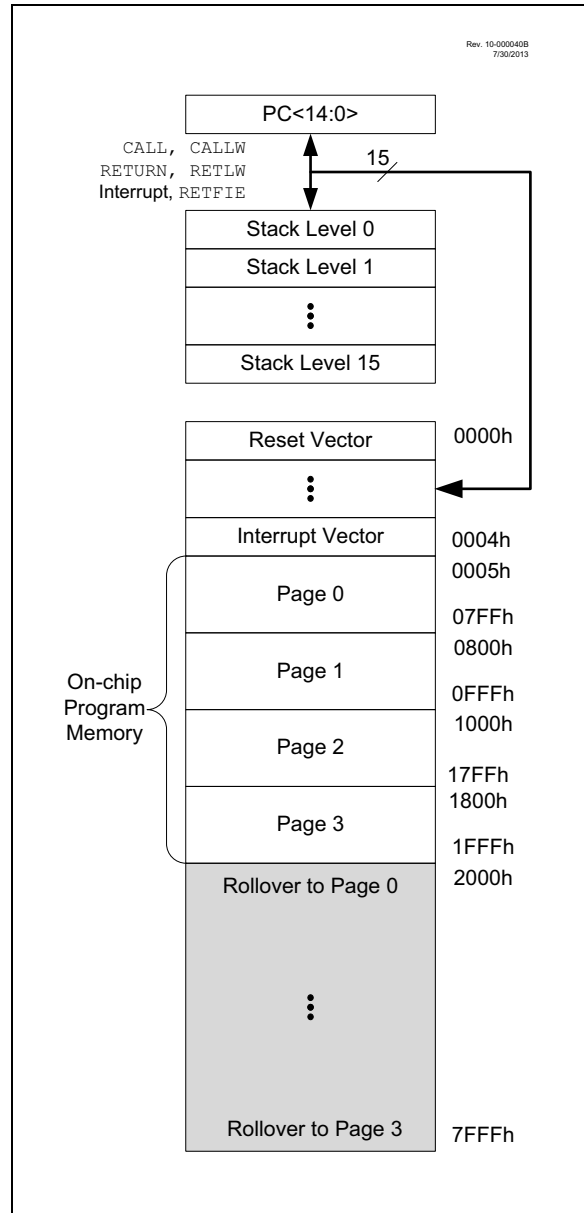 Rev. 10-000040B
7/30/2013
PC<14:0>
CALL, CALLW
RETURN, RETLW
Interrupt, RETFIE
15
Stack Level 0
Stack Level 1
Stack Level 15
Reset Vector
0000h
Interrupt Vector
0004h
0005h
Page 0
07FFh
0800h
Page 1
0FFFh
On-chip
Program
Memory
1000h
Page 2
17FFh
1800h
Page 3
1FFFh
2000h
Rollover to Page 0
Rollover to Page 3
7FFFh